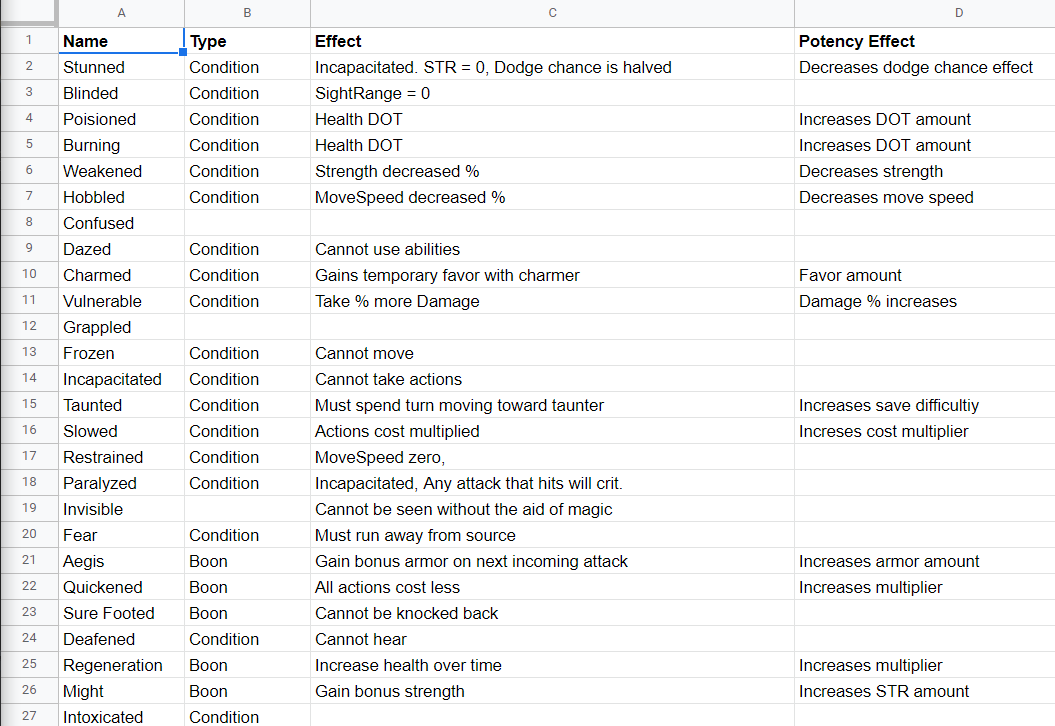 A B C D
1 Name Type Effect Potency Effect
2 Stunned Condition Incapacitated. STR = 0, Dodge chance is halved Decreases dodge chance effect
3 Blinded Condition SightRange = 0
4 Poisioned Condition Health DOT Increases DOT amount
5 Burning Condition Health DOT Increases DOT amount
6 Weakened Condition Strength decreased % Decreases strength
7 Hobbled Condition MoveSpeed decreased % Decreases move speed
8 Confused
9 Dazed Condition Cannot use abilities
10 Charmed Condition Gains temporary favor with charmer Favor amount
11 Vulnerable Condition Take % more Damage Damage % increases
12 Grappled
13 Frozen Condition Cannot move
14 Incapacitated Condition Cannot take actions
15 Taunted Condition Must spend turn moving toward taunter Increases save difficultiy
16 Slowed Condition Actions cost multiplied Increses cost multiplier
17 Restrained Condition MoveSpeed zero,
18 Paralyzed Condition Incapacitated, Any attack that hits will crit.
19 Invisible Cannot be seen without the aid of magic
20 Fear Condition Must run away from source
21 Aegis Boon Gain bonus armor on next incoming attack Increases armor amount
22 Quickened Boon All actions cost less Increases multiplier
23 Sure Footed Boon Cannot be knocked back
24 Deafened Condition Cannot hear
25 Regeneration Boon Increase health over time Increases multiplier
26 Might Boon Gain bonus strength Increases STR amount
27 Intoxicated Condition